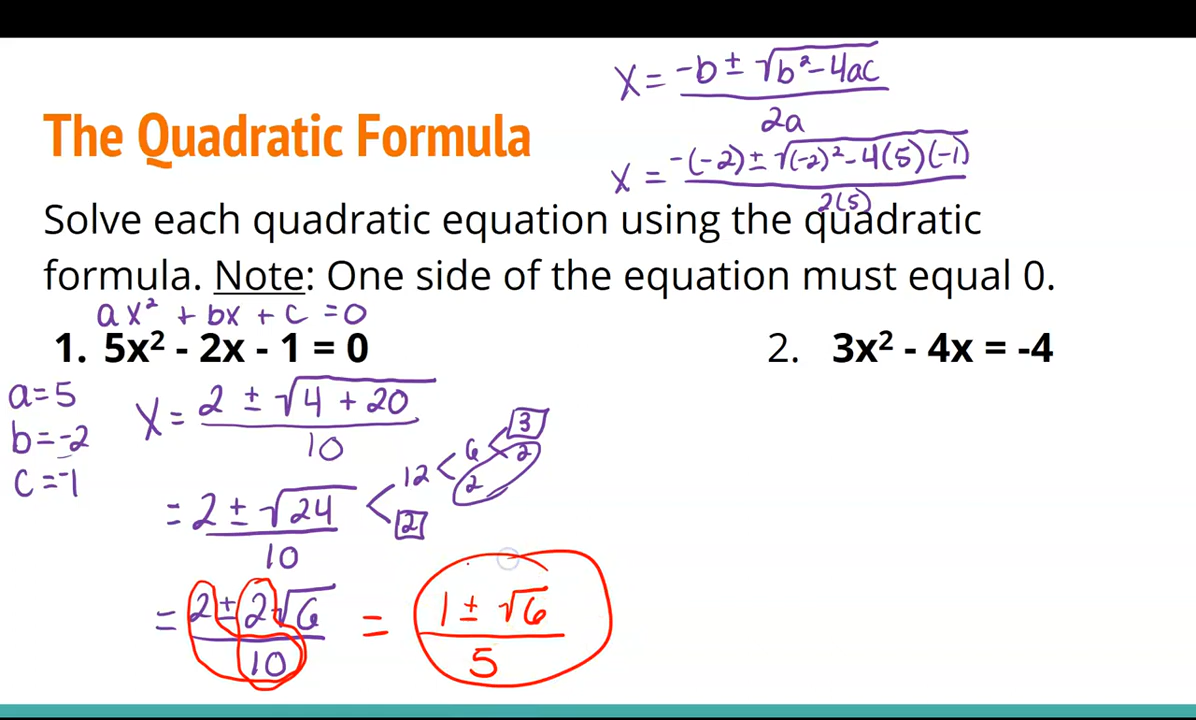 x = -b ± √b² - 4ac
2a
The Quadratic Formula
x = -(-2) ± √(-2)² - 4(5)(-1)
2(5)
Solve each quadratic equation using the quadratic
formula. Note: One side of the equation must equal 0.
ax² + bx + c = 0
1. 5x² - 2x - 1 = 0
2. 3x² - 4x = -4
a = 5
b = -2
c = -1
x = 2 ± √4 + 20
10
= 2 ± √24 < 12 < 6 < 3
2
2
2
10
= 2 ± 2√6 = 1 ± √6
10 5